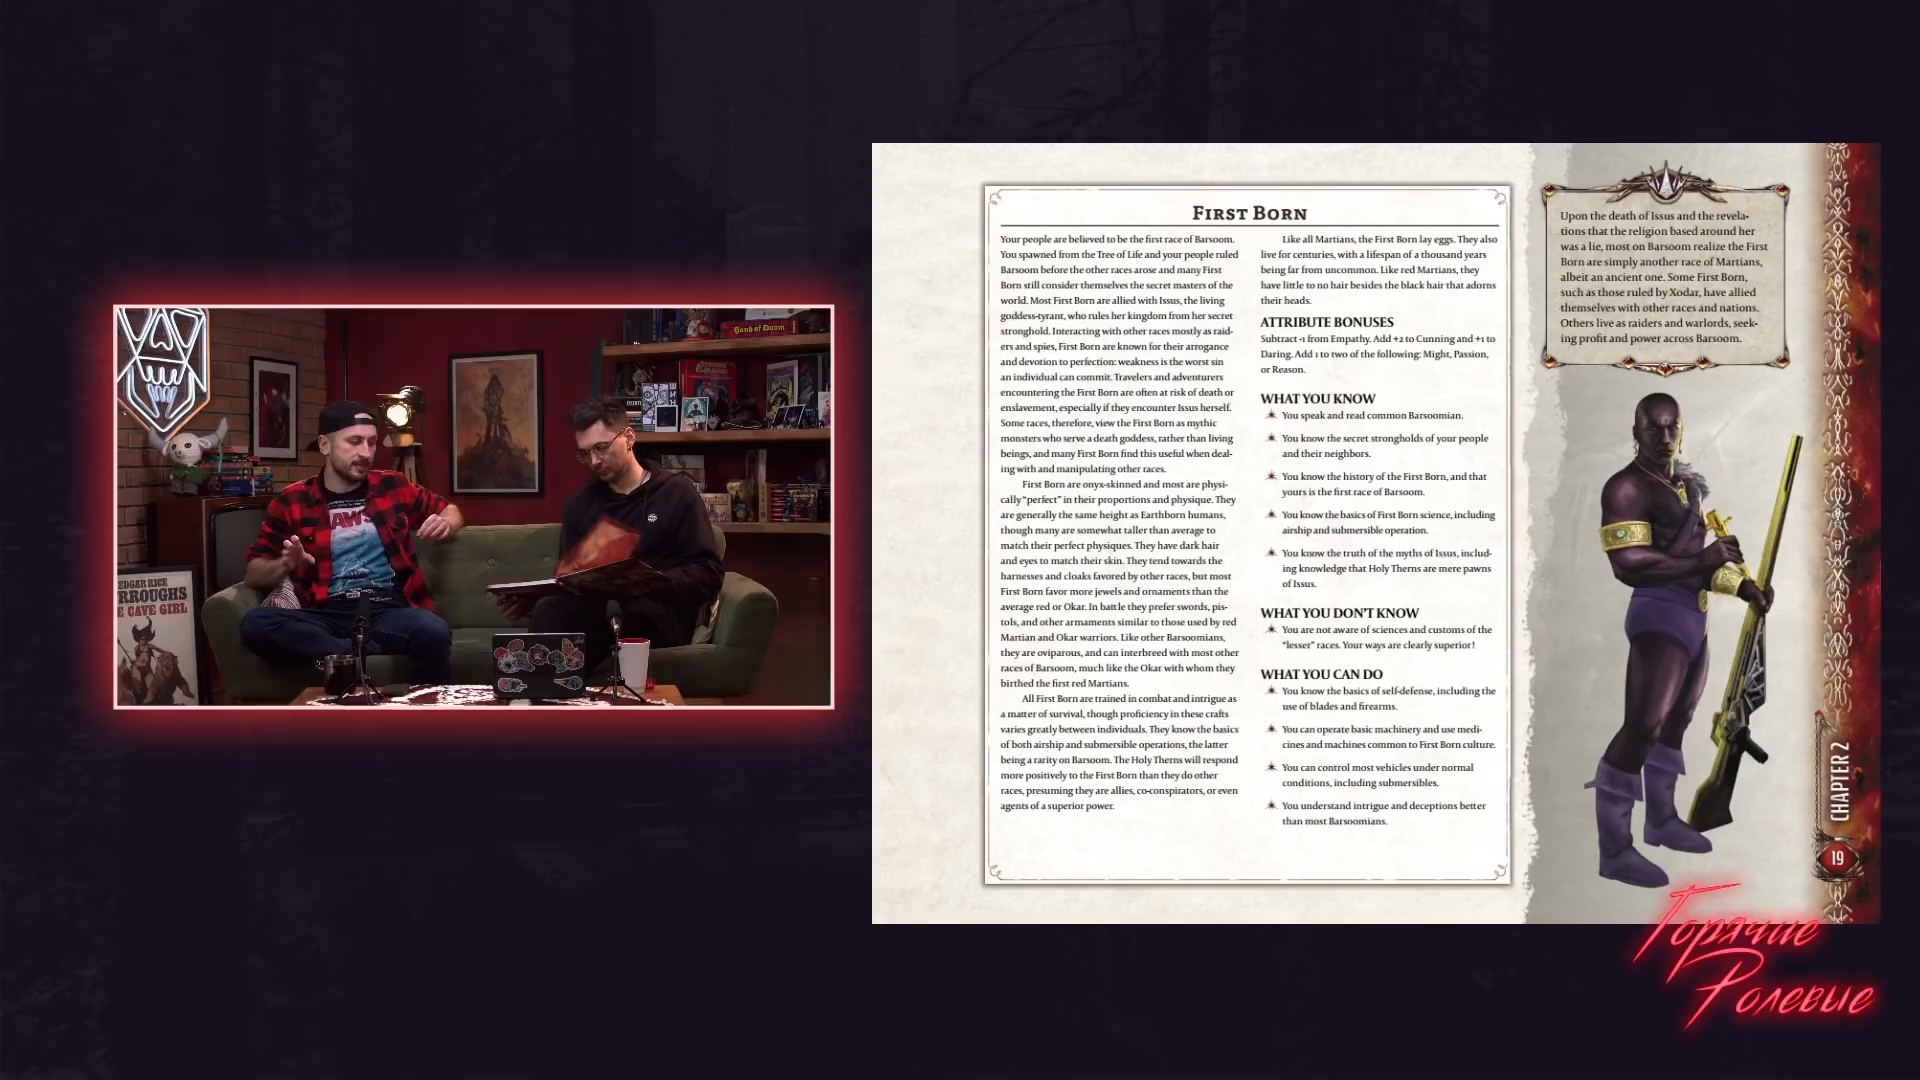 Hand of Doom
JAWS
EDGAR RICE
RROUGHS
E CAVE GIRL
FIRST BORN
Your people are believed to be the first race of Barsoom.
You spawned from the Tree of Life and your people ruled
Barsoom before the other races arose and many First
Born still consider themselves the secret masters of the
world. Most First Born are allied with Issus, the living
goddess-tyrant, who rules her kingdom from her secret
stronghold. Interacting with other races mostly as raid-
ers and spies, First Born are known for their arrogance
and devotion to perfection: weakness is the worst sin
an individual can commit. Travelers and adventurers
encountering the First Born are often at risk of death or
enslavement, especially if they encounter Issus herself.
Some races, therefore, view the First Born as mythic
monsters who serve a death goddess, rather than living
beings, and many First Born find this useful when deal-
ing with and manipulating other races.
First Born are onyx-skinned and most are physi-
cally “perfect” in their proportions and physique. They
are generally the same height as Earthborn humans,
though many are somewhat taller than average to
match their perfect physiques. They have dark hair
and eyes to match their skin. They tend towards the
harnesses and cloaks favored by other races, but most
First Born favor more jewels and ornaments than the
average red or Okar. In battle they prefer swords, pis-
tols, and other armaments similar to those used by red
Martian and Okar warriors. Like other Barsoomians,
they are oviparous, and can interbreed with most other
races of Barsoom, much like the Okar with whom they
birthed the first red Martians.
All First Born are trained in combat and intrigue as
a matter of survival, though proficiency in these crafts
varies greatly between individuals. They know the basics
of both airship and submersible operations, the latter
being a rarity on Barsoom. The Holy Therns will respond
more positively to the First Born than they do other
races, presuming they are allies, co-conspirators, or even
agents of a superior power.
Like all Martians, the First Born lay eggs. They also
live for centuries, with a lifespan of a thousand years
being far from uncommon. Like red Martians, they
have little to no hair besides the black hair that adorns
their heads.
ATTRIBUTE BONUSES
Subtract -1 from Empathy. Add +2 to Cunning and +1 to
Daring. Add 1 to two of the following: Might, Passion,
or Reason.
WHAT YOU KNOW
You speak and read common Barsoomian.
You know the secret strongholds of your people
and their neighbors.
You know the history of the First Born, and that
yours is the first race of Barsoom.
You know the basics of First Born science, including
airship and submersible operation.
You know the truth of the myths of Issus, includ-
ing knowledge that Holy Therns are mere pawns
of Issus.
WHAT YOU DON'T KNOW
You are not aware of sciences and customs of the
“lesser” races. Your ways are clearly superior!
WHAT YOU CAN DO
You know the basics of self-defense, including the
use of blades and firearms.
You can operate basic machinery and use medi-
cines and machines common to First Born culture.
You can control most vehicles under normal
conditions, including submersibles.
You understand intrigue and deceptions better
than most Barsoomians.
Upon the death of Issus and the revela-
tions that the religion based around her
was a lie, most on Barsoom realize the First
Born are simply another race of Martians,
albeit an ancient one. Some First Born,
such as those ruled by Xodar, have allied
themselves with other races and nations.
Others live as raiders and warlords, seek-
ing profit and power across Barsoom.
CHAPTER 2
19
Горячие
Ролевые